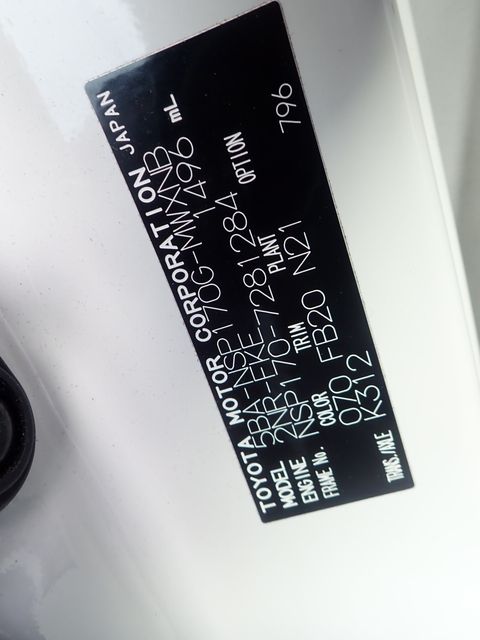 TOYOTA MOTOR CORPORATION JAPAN
MODEL 5BA-NSP170G-MWXNB
ENGINE 2NR-FKE 1496 mL
FRAME No. NSP170-7281284
COLOR TRIM PLANT OPTION
070 FB20 N21 796
TRANS./AXLE K312